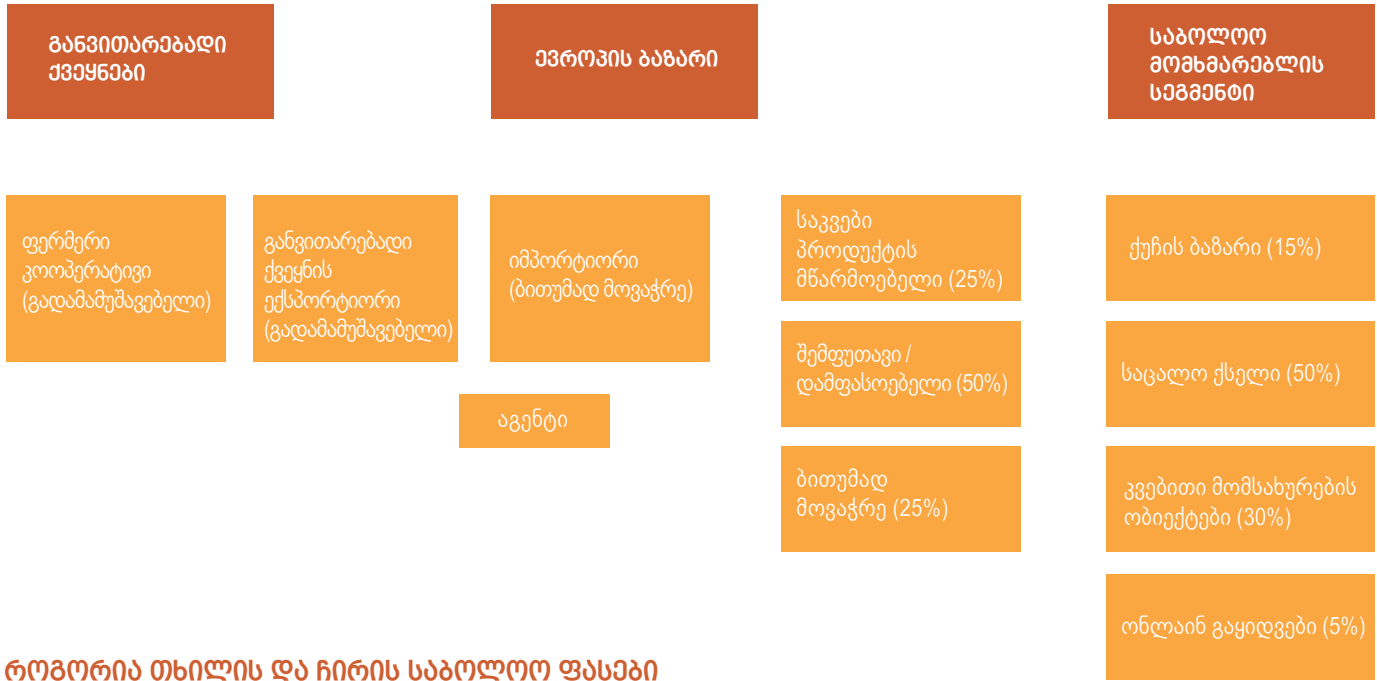 განვითარებადი
ქვეყნები
ევროპის ბაზარი
საბოლოო
მომხმარებლის
სეგმენტი
ფერმერი
კოოპერატივი
(გადამამუშავებელი)
განვითარებადი
ქვეყნის
ექსპორტიორი
(გადამამუშავებელი)
იმპორტიორი
(ბითუმად მოვაჭრე)
აგენტი
საკვები
პროდუქტის
მწარმოებელი (25%)
შემფუთავი /
დამფასოებელი (50%)
ბითუმად
მოვაჭრე (25%)
ქუჩის ბაზარი (15%)
საცალო ქსელი (50%)
კვებითი მომსახურების
ობიექტები (30%)
ონლაინ გაყიდვები (5%)
როგორია თხილის და ჩირის საბოლოო ფასები